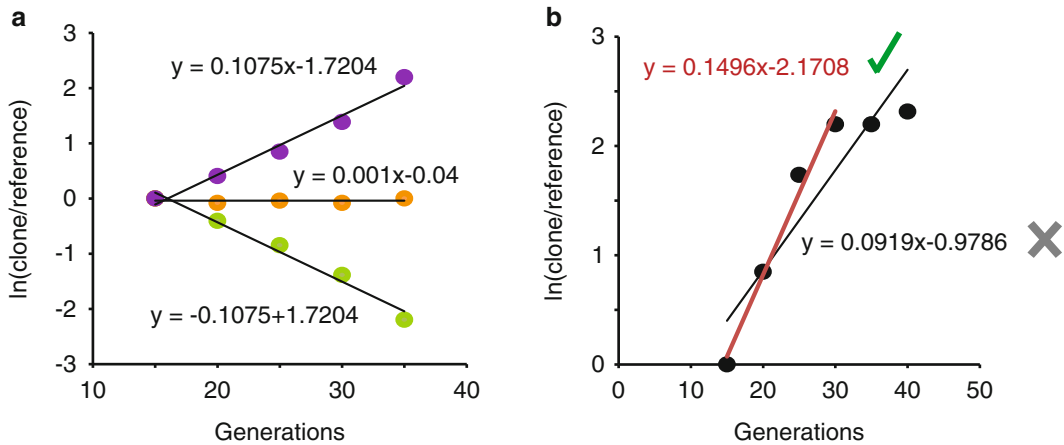 a
ln(clone/reference)
3
2
1
0
-1
-2
-3
y = 0.1075x-1.7204
y = 0.001x-0.04
y = -0.1075+1.7204
10
20
30
40
Generations
b
ln(clone/reference)
3
2
1
0
y = 0.1496x-2.1708
y = 0.0919x-0.9786
0
10
20
30
40
50
Generations